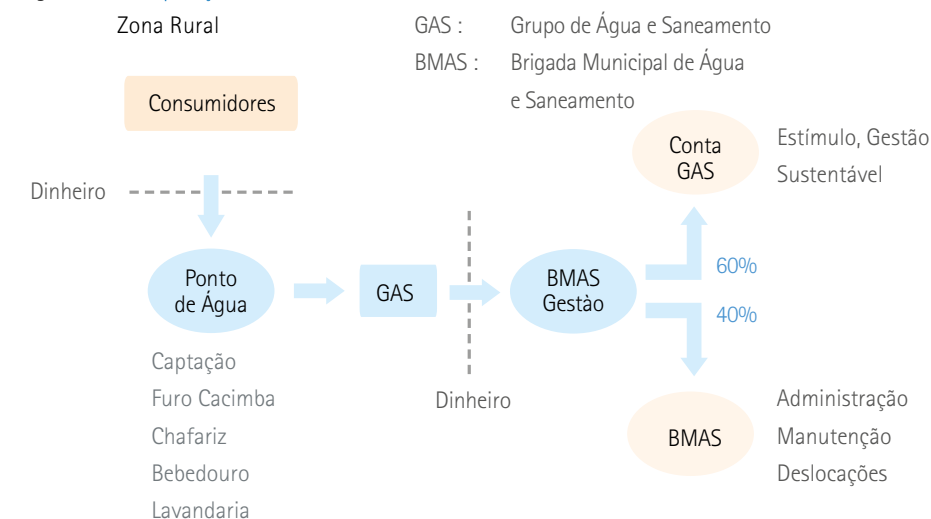 Zona Rural
GAS : Grupo de Água e Saneamento
BMAS : Brigada Municipal de Água
e Saneamento
Consumidores
Conta
GAS
Estímulo, Gestão
Sustentável
Dinheiro
Ponto
de Água
GAS
BMAS
Gestào
60%
40%
Captação
Furo Cacimba
Chafariz
Bebedouro
Lavandaria
Dinheiro
BMAS
Administração
Manutenção
Deslocações